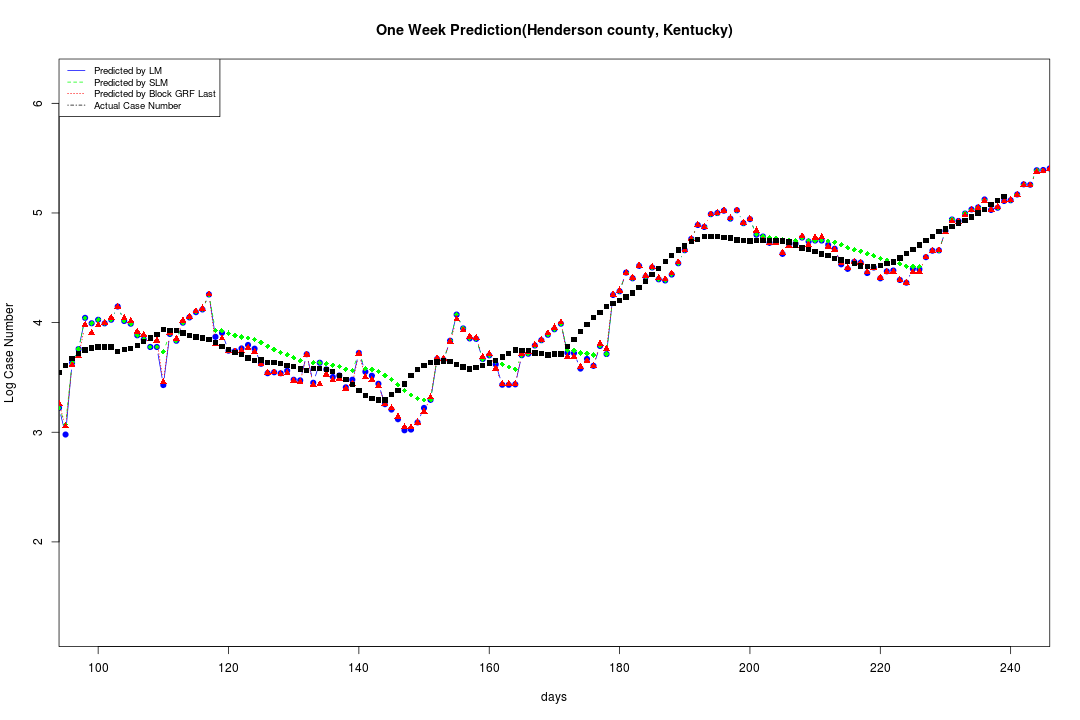 One Week Prediction(Henderson county, Kentucky)
Predicted by LM
Predicted by SLM
Predicted by Block GRF Last
Actual Case Number
6
5
4
3
2
Log Case Number
100 120 140 160 180 200 220 240
days